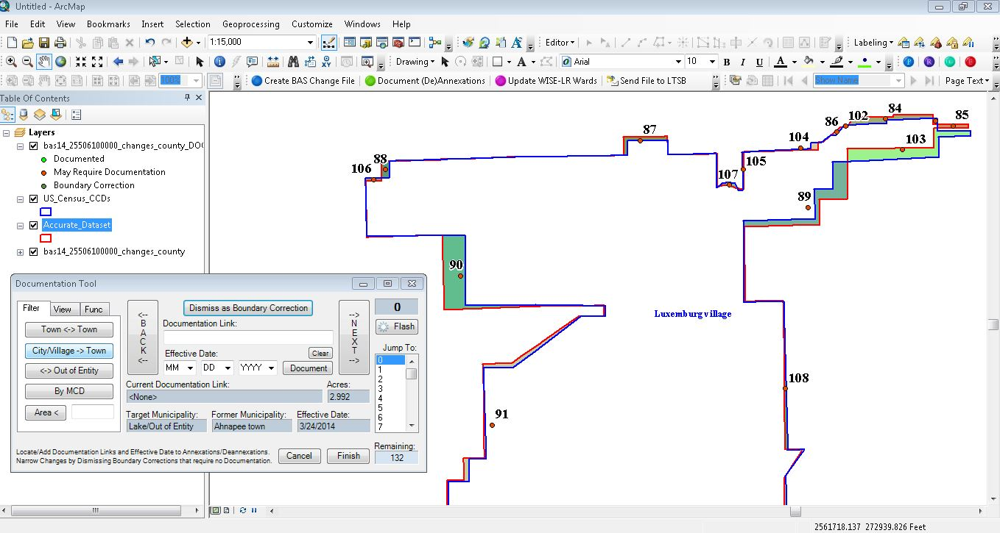 Untitled - ArcMap
File Edit View Bookmarks Insert Selection Geoprocessing Customize Windows Help
1:15,000 Editor Labeling
Drawing A Arial 10 B I U A
100% Create BAS Change File Document (De)Annexations Update WISE-LR Wards Send File to LTSB Show Name Page Text
Table Of Contents
Layers
bas14_25506100000_changes_county_DO
Documented
May Require Documentation
Boundary Correction
US_Census_CCDs
Accurate_Dataset
bas14_25506100000_changes_county
84
86 102 85
87
104 103
88
106
105
107
89
90
Luxemburg village
108
91
Documentation Tool
Filter View Func
Town <-> Town
City/Village -> Town
<-> Out of Entity
By MCD
Area <
<--
B
A
C
K
<--
Dismiss as Boundary Correction
Documentation Link:
Clear
Effective Date:
MM DD YYYY Document
Current Documentation Link: Acres:
<None> 2.992
Target Municipality: Former Municipality: Effective Date:
Lake/Out of Entity Ahnapee town 3/24/2014
-->
N
E
X
T
-->
0
Flash
Jump To:
0
1
2
3
4
5
6
7
Remaining:
132
Locate/Add Documentation Links and Effective Date to Annexations/Deannexations.
Narrow Changes by Dismissing Boundary Corrections that require no Documentation.
Cancel Finish
2561718.137 272939.826 Feet